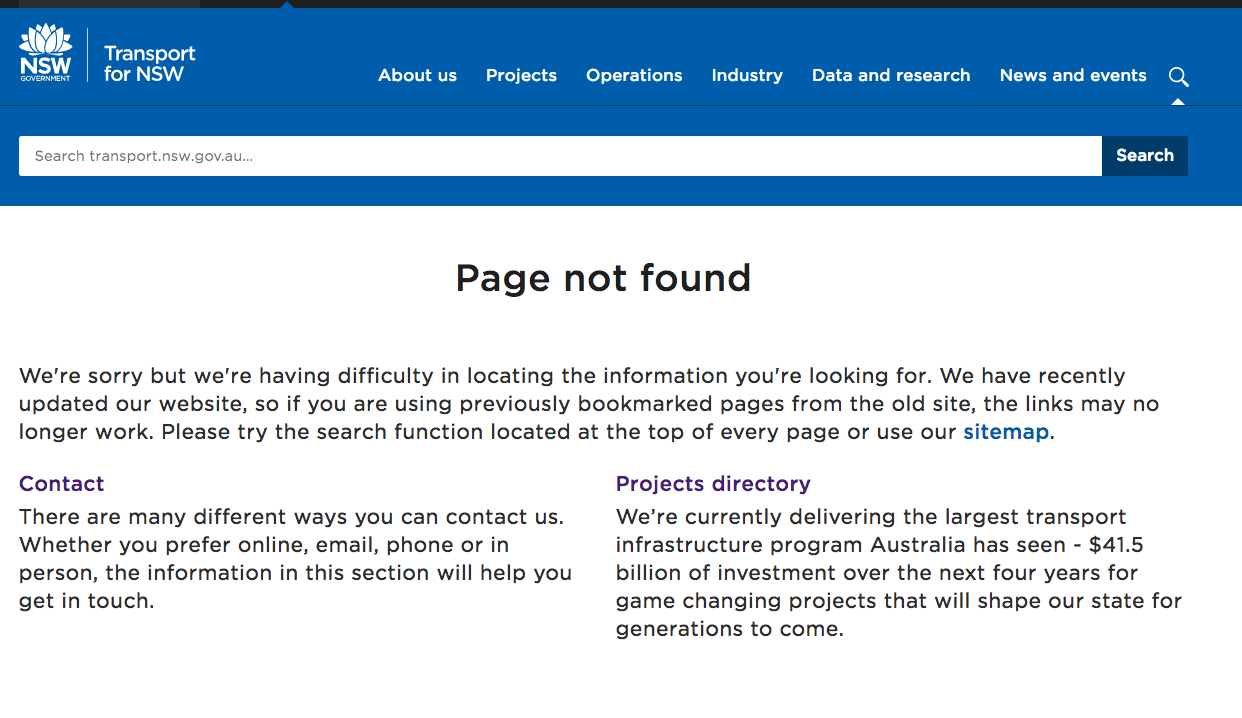 NSW
GOVERNMENT
Transport
for NSW
About us Projects Operations Industry Data and research News and events
Search transport.nsw.gov.au...
Search
Page not found
We're sorry but we're having difficulty in locating the information you're looking for. We have recently
updated our website, so if you are using previously bookmarked pages from the old site, the links may no
longer work. Please try the search function located at the top of every page or use our sitemap.
Contact
There are many different ways you can contact us.
Whether you prefer online, email, phone or in
person, the information in this section will help you
get in touch.
Projects directory
We’re currently delivering the largest transport
infrastructure program Australia has seen - $41.5
billion of investment over the next four years for
game changing projects that will shape our state for
generations to come.